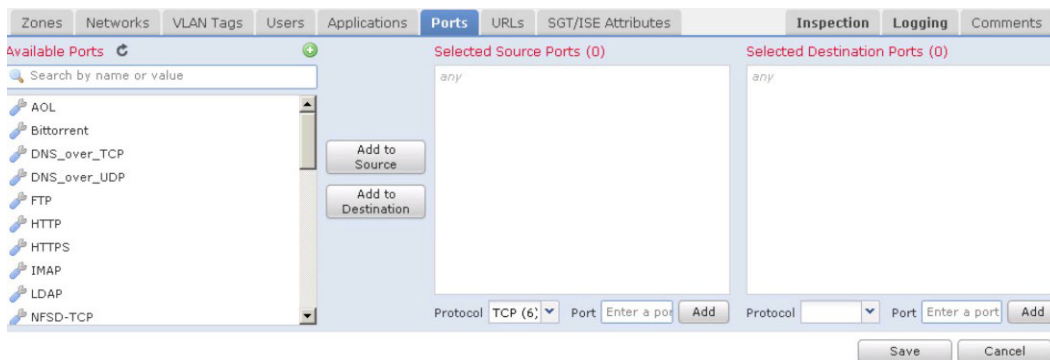 Zones Networks VLAN Tags Users Applications Ports URLs SGT/ISE Attributes Inspection Logging Comments
Available Ports
Search by name or value
AOL
Bittorrent
DNS_over_TCP
DNS_over_UDP
FTP
HTTP
HTTPS
IMAP
LDAP
NFSD-TCP
Add to
Source
Add to
Destination
Selected Source Ports (0)
any
Protocol TCP (6) Port Enter a por Add
Selected Destination Ports (0)
any
Protocol Port Enter a port Add
Save Cancel